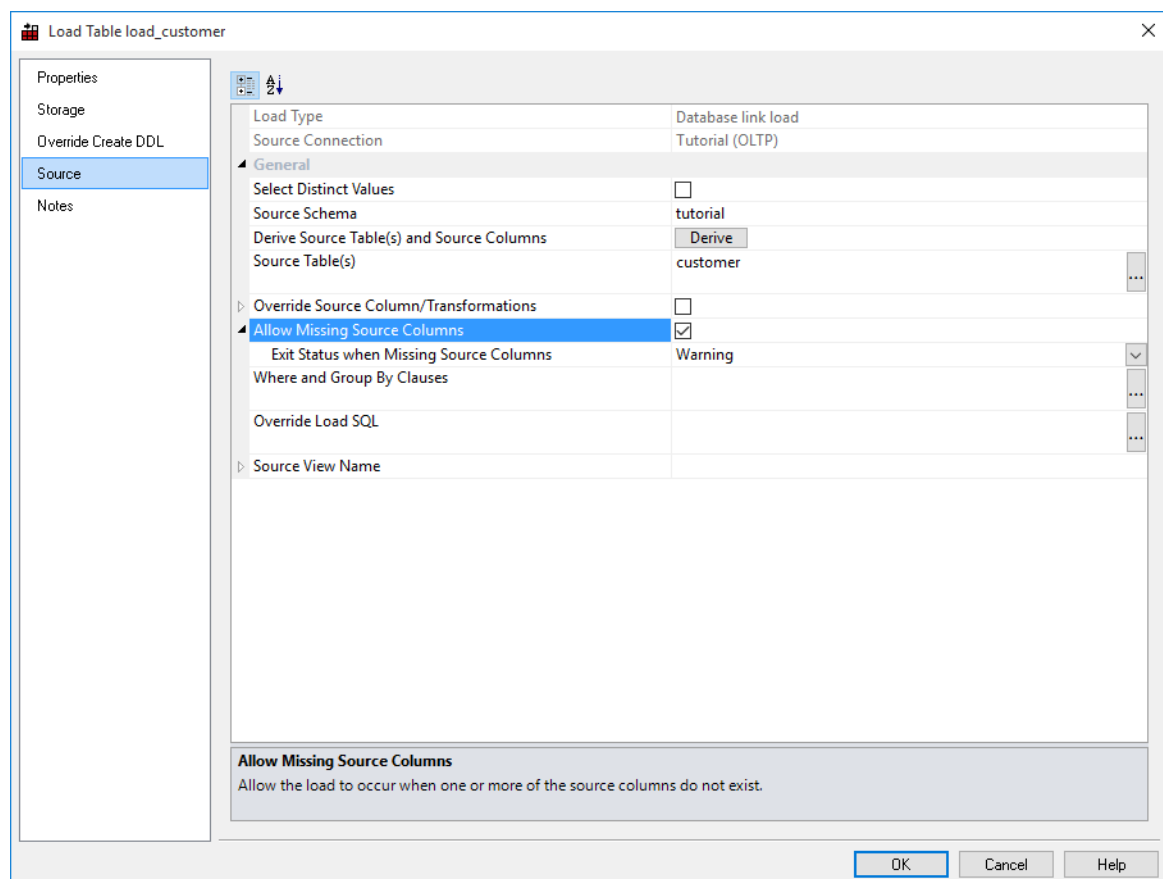 Load Table load_customer
Properties
Storage
Override Create DDL
Source
Notes
Load Type Database link load
Source Connection Tutorial (OLTP)
General
Select Distinct Values
Source Schema tutorial
Derive Source Table(s) and Source Columns Derive
Source Table(s) customer
...
Override Source Column/Transformations
Allow Missing Source Columns
Exit Status when Missing Source Columns Warning
Where and Group By Clauses
...
Override Load SQL
...
Source View Name
Allow Missing Source Columns
Allow the load to occur when one or more of the source columns do not exist.
OK Cancel Help